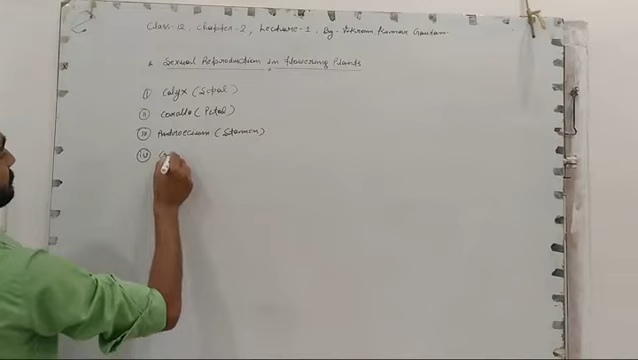 Class-12, Chapter-2, Lecture-1, By-Vikram Kumar Gautam
* Sexual Reproduction in Flowering Plants
(i) Calyx (Sepal)
(ii) Corolla (Petal)
(iii) Androecium (Stamen)
(iv) G